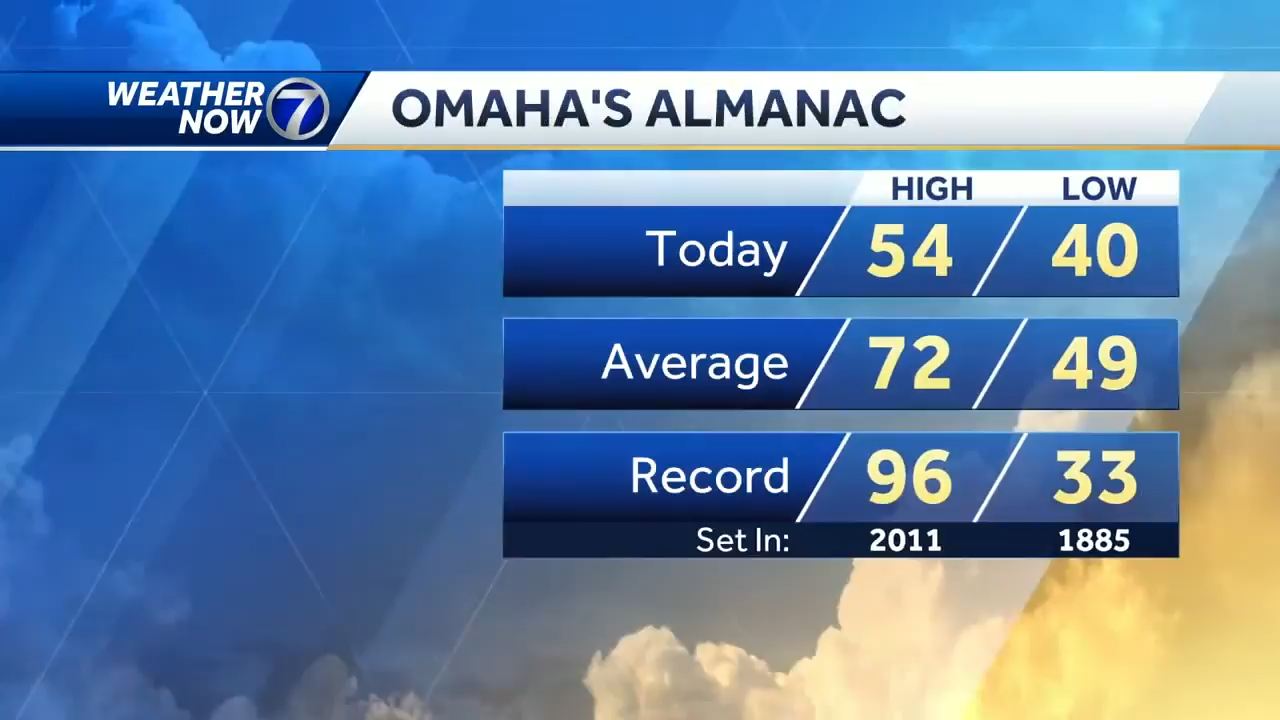 WEATHER
NOW 7
OMAHA'S ALMANAC
HIGH LOW
Today 54 40
Average 72 49
Record 96 33
Set In: 2011 1885